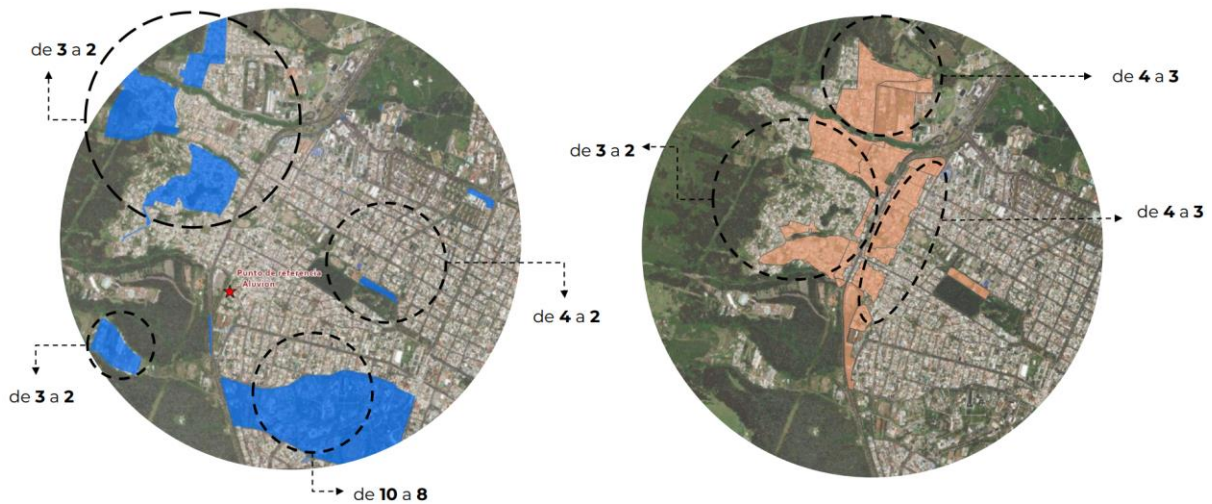 de 3 a 2
Punto de referencia
Aluvión
de 4 a 2
de 3 a 2
de 10 a 8
de 4 a 3
de 3 a 2
de 4 a 3